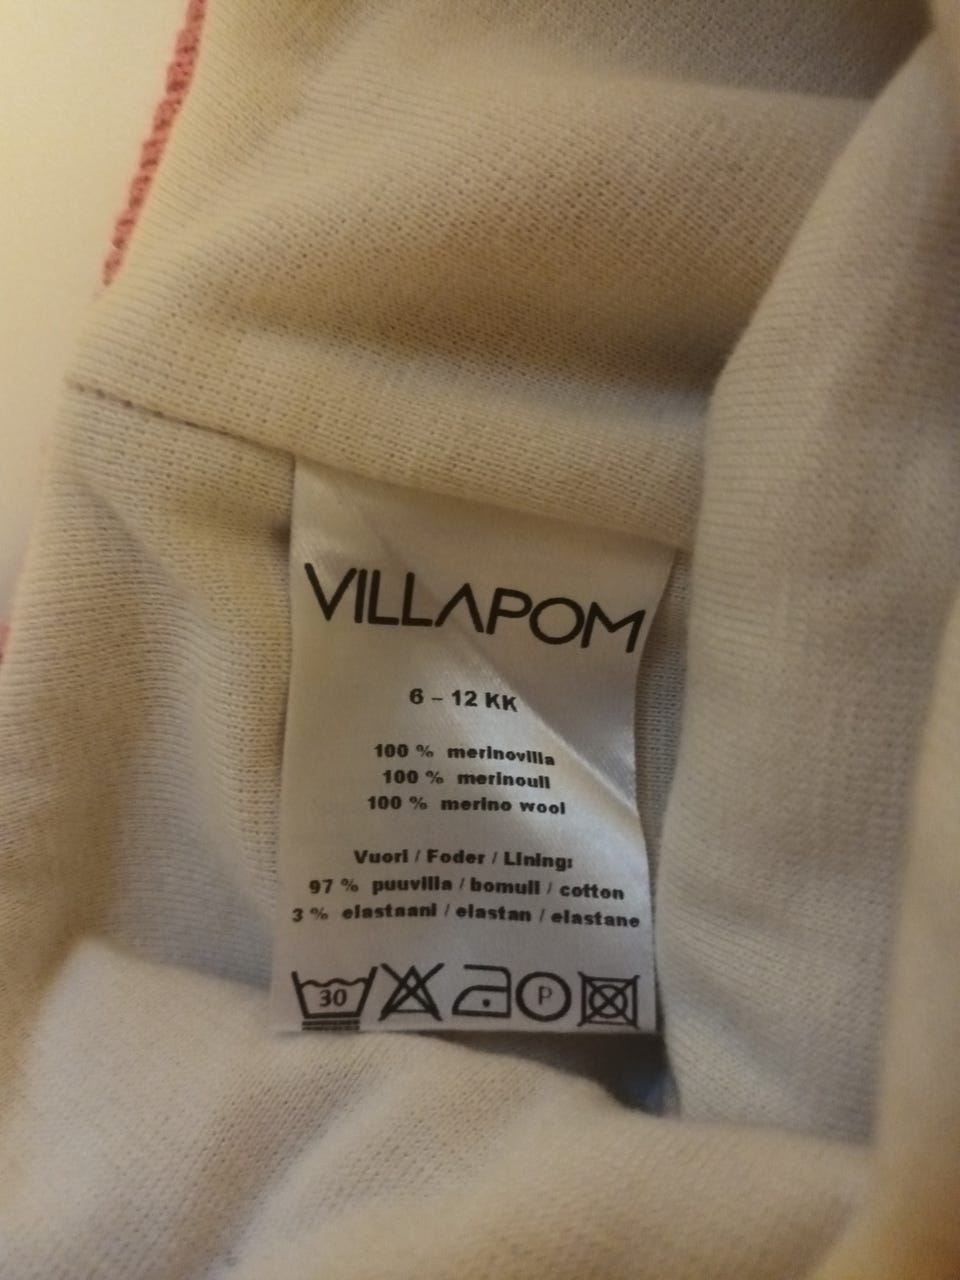 VILLAPOM
6 – 12 KK
100 % merinovilla
100 % merinoull
100 % merino wool
Vuori / Foder / Lining:
97 % puuvilla / bomull / cotton
3 % elastaani / elastan / elastane
30 P